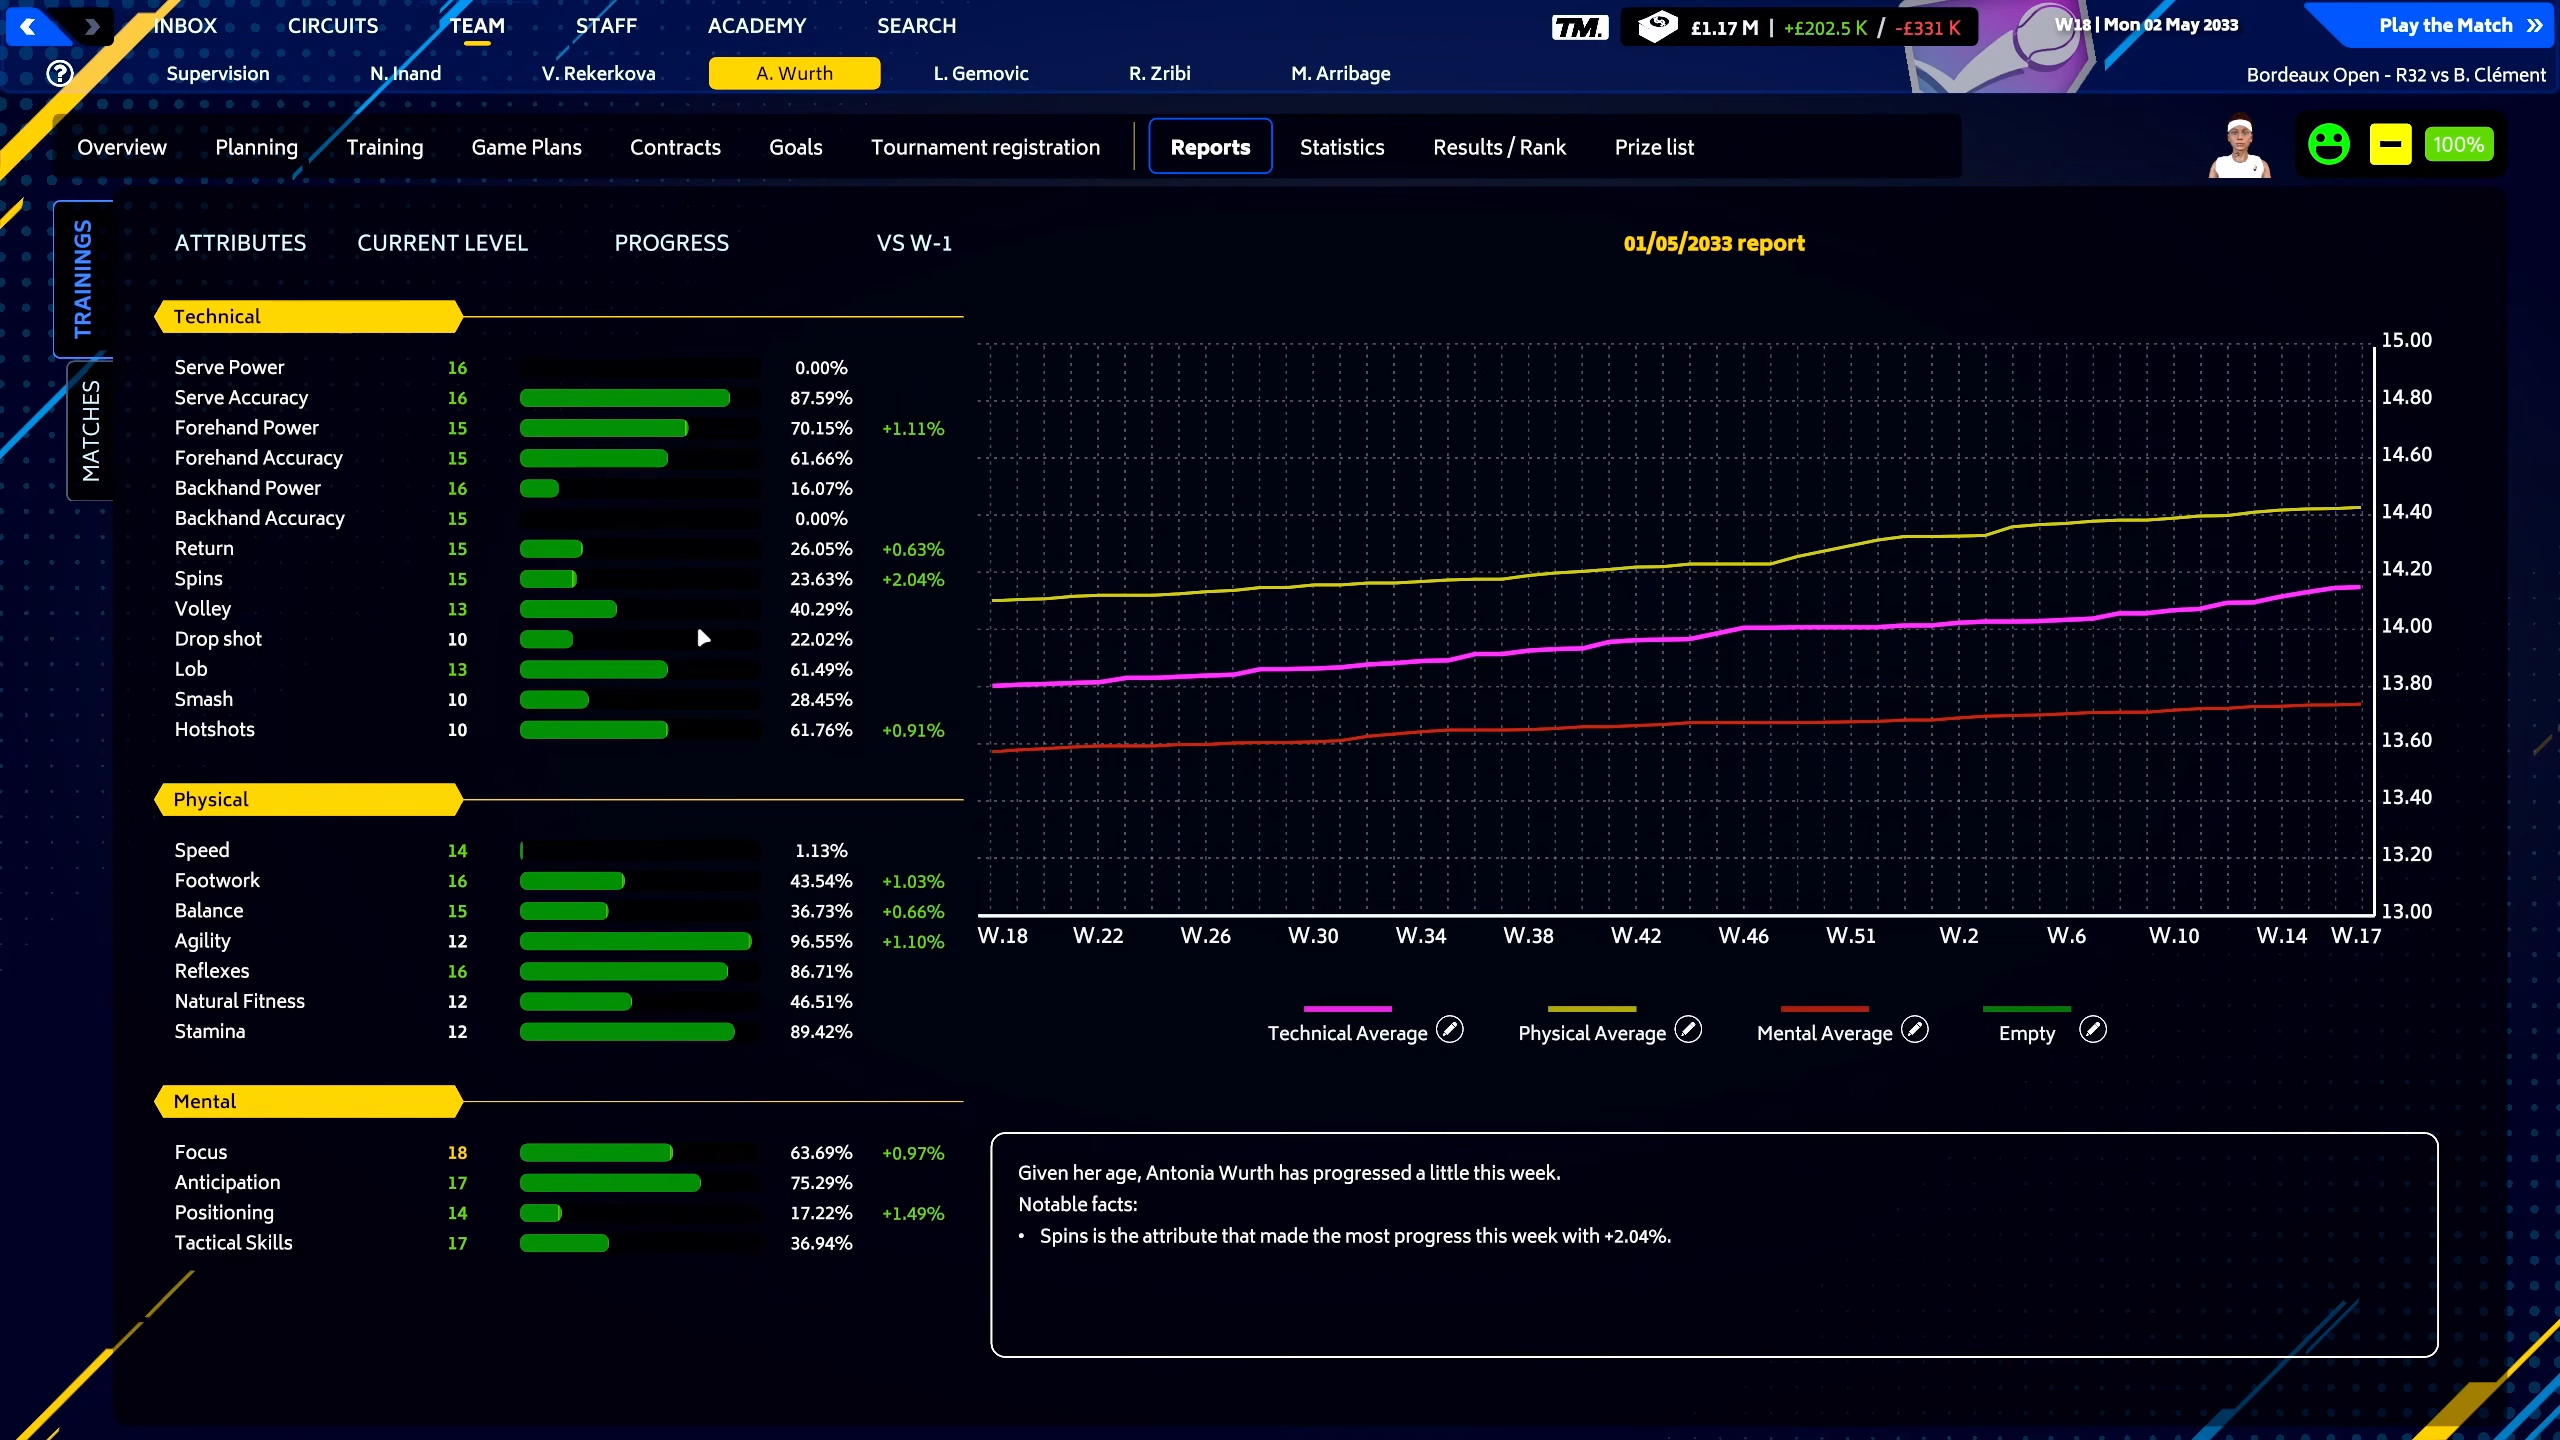 INBOX CIRCUITS TEAM STAFF ACADEMY SEARCH TM. £1.17 M | +£202.5 K / -£331 K W18 | Mon 02 May 2033 Play the Match
Supervision N. Inand V. Rekerkova A. Wurth L. Gemovic R. Zribi M. Arribage Bordeaux Open - R32 vs B. Clément
Overview Planning Training Game Plans Contracts Goals Tournament registration Reports Statistics Results / Rank Prize list 100%
TRAININGS
MATCHES
ATTRIBUTES CURRENT LEVEL PROGRESS VS W-1
Technical
Serve Power 16 0.00%
Serve Accuracy 16 87.59%
Forehand Power 15 70.15% +1.11%
Forehand Accuracy 15 61.66%
Backhand Power 16 16.07%
Backhand Accuracy 15 0.00%
Return 15 26.05% +0.63%
Spins 15 23.63% +2.04%
Volley 13 40.29%
Drop shot 10 22.02%
Lob 13 61.49%
Smash 10 28.45%
Hotshots 10 61.76% +0.91%
Physical
Speed 14 1.13%
Footwork 16 43.54% +1.03%
Balance 15 36.73% +0.66%
Agility 12 96.55% +1.10%
Reflexes 16 86.71%
Natural Fitness 12 46.51%
Stamina 12 89.42%
Mental
Focus 18 63.69% +0.97%
Anticipation 17 75.29%
Positioning 14 17.22% +1.49%
Tactical Skills 17 36.94%
01/05/2033 report
15.00
14.80
14.60
14.40
14.20
14.00
13.80
13.60
13.40
13.20
13.00
W.18 W.22 W.26 W.30 W.34 W.38 W.42 W.46 W.51 W.2 W.6 W.10 W.14 W.17
Technical Average Physical Average Mental Average Empty
Given her age, Antonia Wurth has progressed a little this week.
Notable facts:
• Spins is the attribute that made the most progress this week with +2.04%.